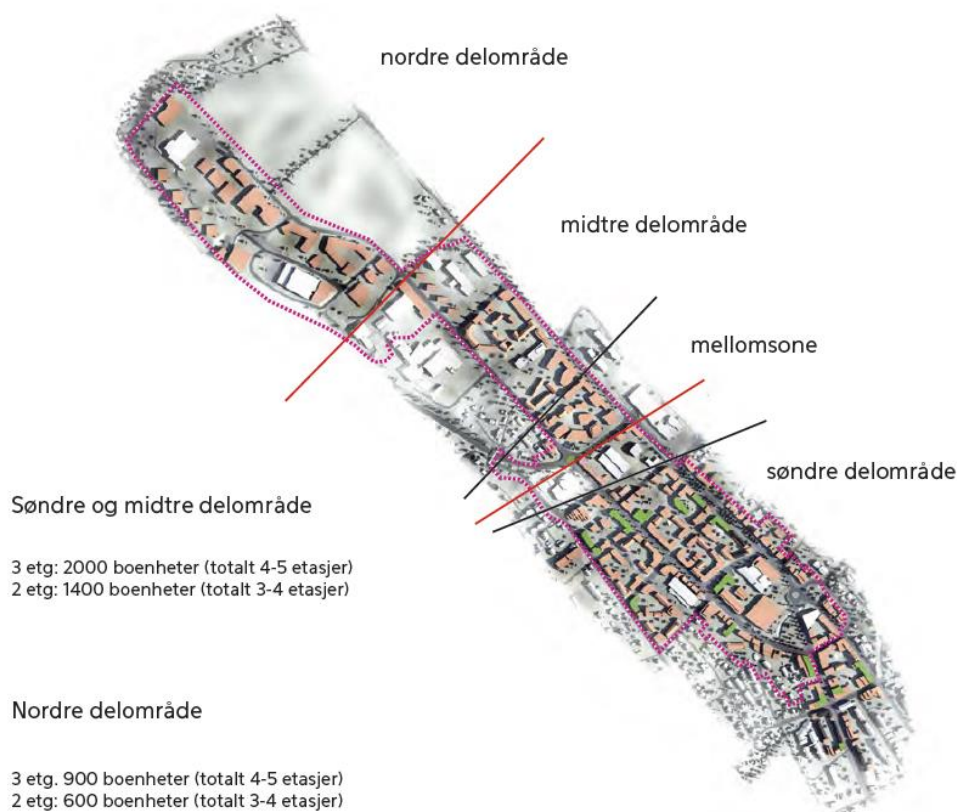 nordre delområde
midtre delområde
mellomsone
søndre delområde
Søndre og midtre delområde
3 etg: 2000 boenheter (totalt 4-5 etasjer)
2 etg: 1400 boenheter (totalt 3-4 etasjer)
Nordre delområde
3 etg. 900 boenheter (totalt 4-5 etasjer)
2 etg: 600 boenheter (totalt 3-4 etasjer)